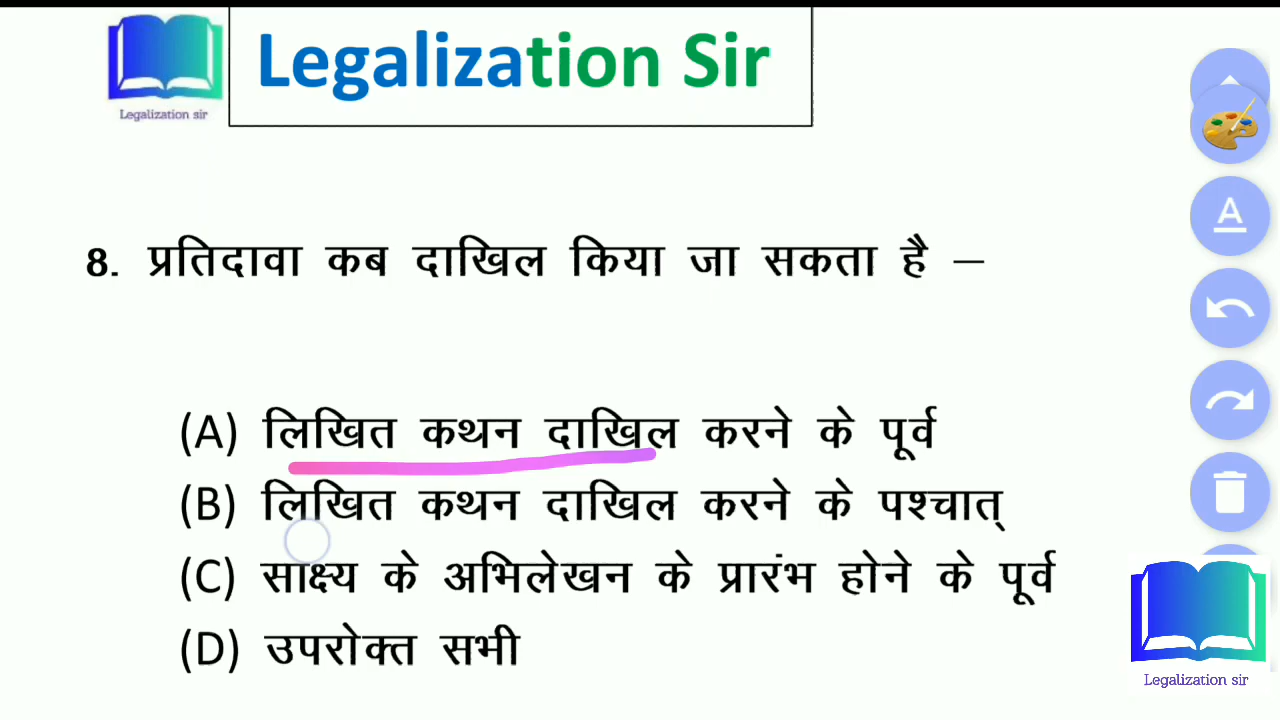 Legalization Sir
Legalization sir
8. प्रतिदावा कब दाखिल किया जा सकता है –
(A) लिखित कथन दाखिल करने के पूर्व
(B) लिखित कथन दाखिल करने के पश्चात्
(C) साक्ष्य के अभिलेखन के प्रारंभ होने के पूर्व
(D) उपरोक्त सभी
A
Legalization sir